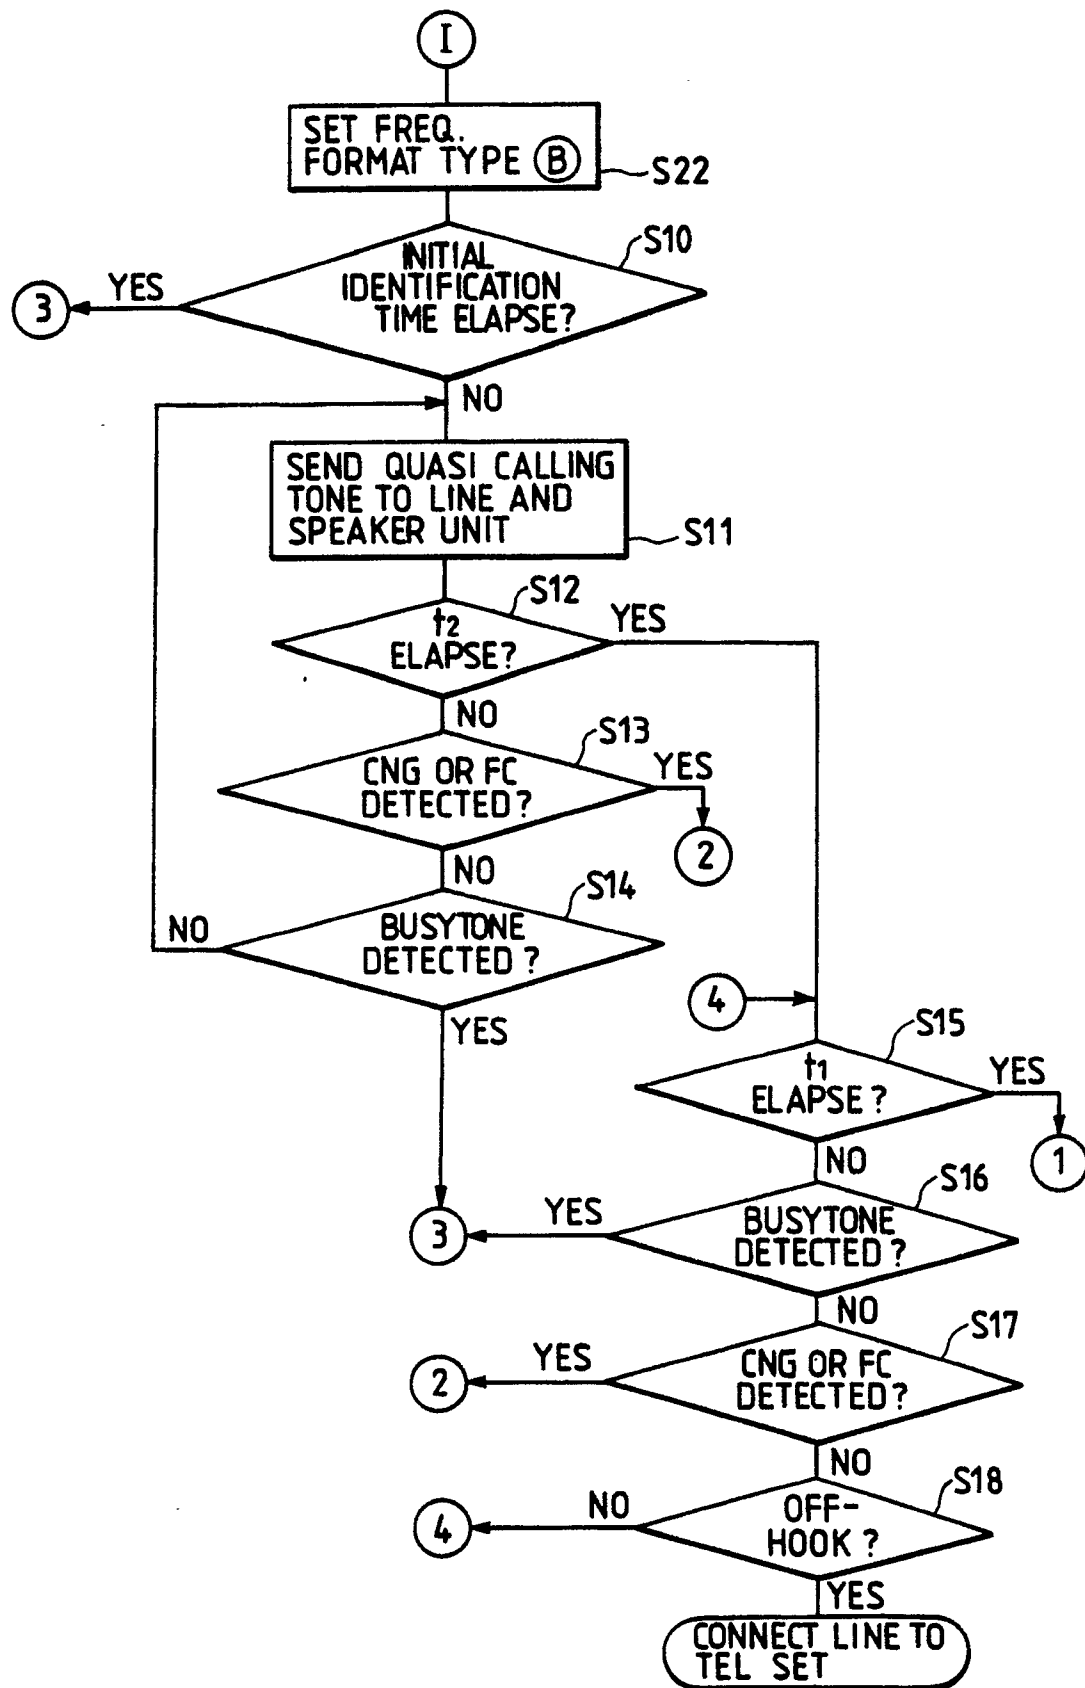 I
SET FREQ.
FORMAT TYPE B
S22
INITIAL
IDENTIFICATION
TIME ELAPSE?
S10
YES
3
NO
SEND QUASI CALLING
TONE TO LINE AND
SPEAKER UNIT
S11
t2
ELAPSE?
S12
YES
NO
CNG OR FC
DETECTED?
S13
YES
2
NO
BUSYTONE
DETECTED?
S14
NO
YES
3
4
t1
ELAPSE?
S15
YES
1
NO
BUSYTONE
DETECTED?
S16
YES
NO
CNG OR FC
DETECTED?
S17
YES
2
NO
OFF-
HOOK?
S18
NO
4
YES
CONNECT LINE TO
TEL SET